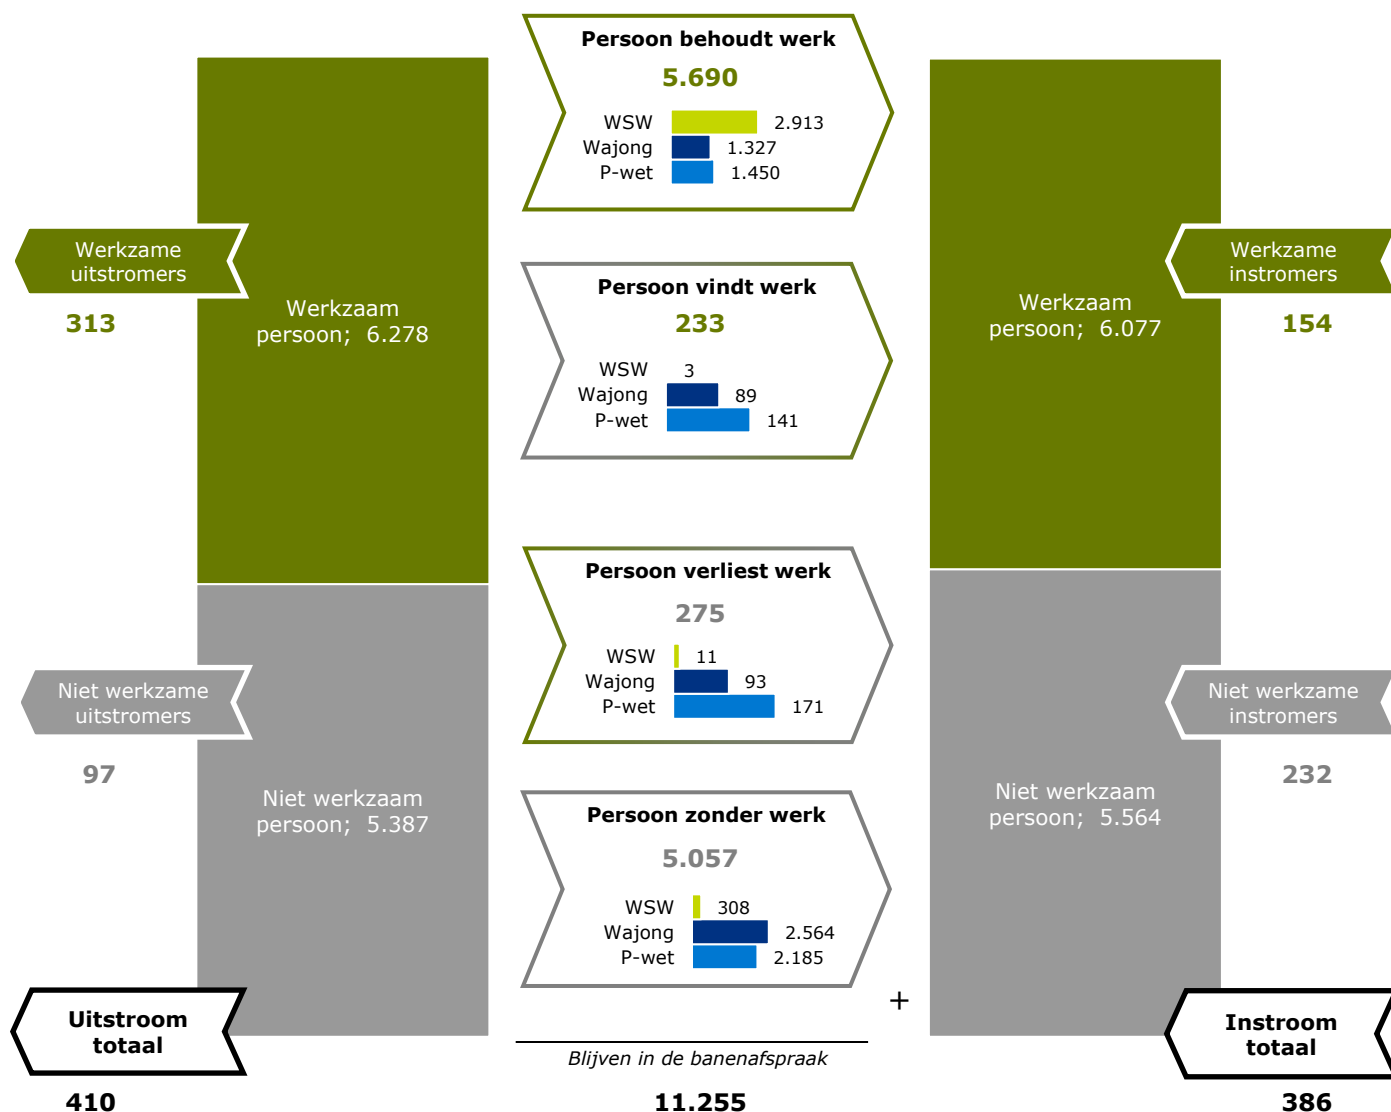 Persoon behoudt werk
5.690
WSW 2.913
Wajong 1.327
P-wet 1.450
Werkzame
uitstromers
313
Werkzaam
persoon; 6.278
Persoon vindt werk
233
WSW 3
Wajong 89
P-wet 141
Werkzaam
persoon; 6.077
Werkzame
instromers
154
Persoon verliest werk
275
WSW 11
Wajong 93
P-wet 171
Niet werkzame
uitstromers
97
Niet werkzaam
persoon; 5.387
Persoon zonder werk
5.057
WSW 308
Wajong 2.564
P-wet 2.185
Niet werkzaam
persoon; 5.564
Niet werkzame
instromers
232
+
Uitstroom
totaal
410
Blijven in de banenafspraak
11.255
Instroom
totaal
386